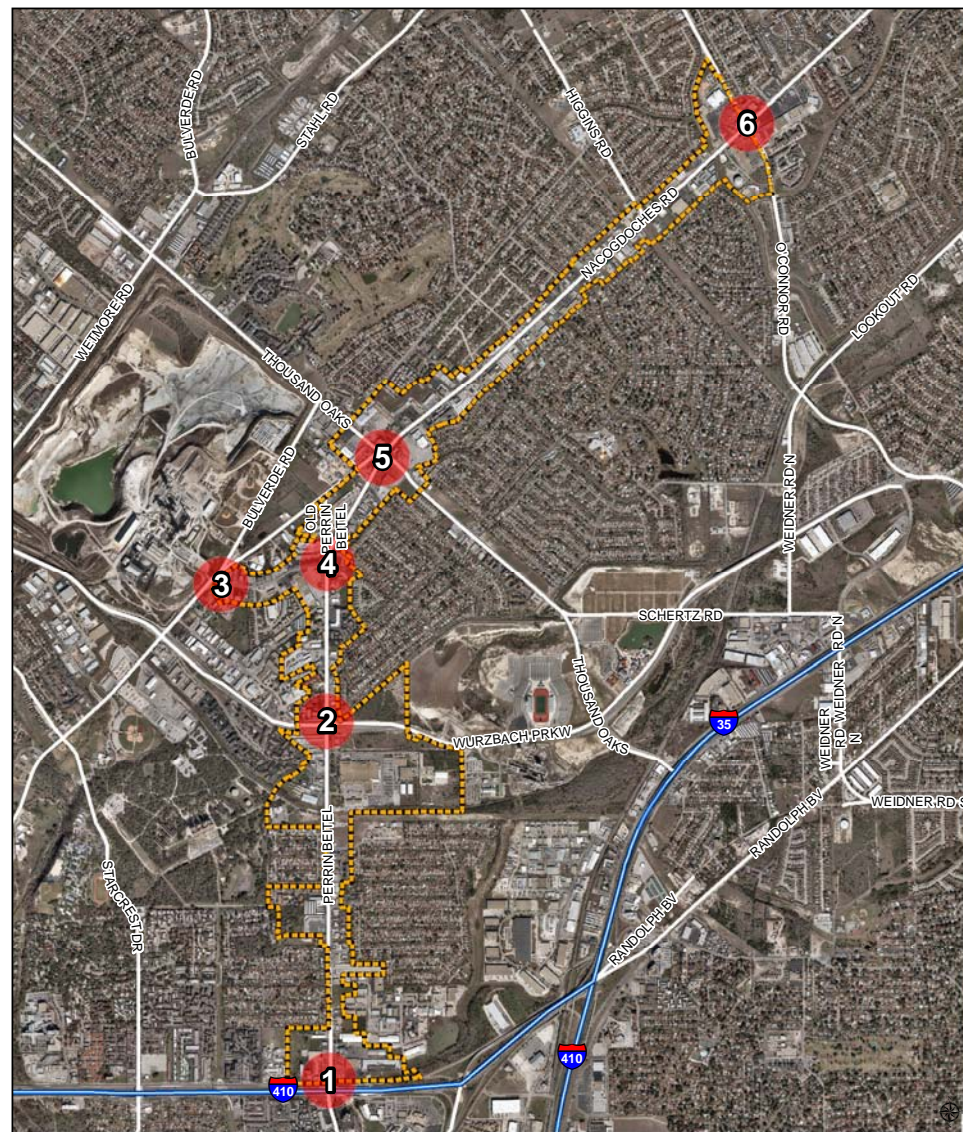 BULVERDE RD
STAHL RD
HIGGINS RD
6
NACOGDOCHES RD
O'CONNOR RD
LOOKOUT RD
WETMORE RD
THOUSAND OAKS
5
BULVERDE RD
OLD
PERRIN
BEITEL
WEIDNER RD N
4
3
SCHERTZ RD
THOUSAND OAKS
WEIDNER
RD WEIDNER RD N
N
2
WURZBACH PRKW
35
RANDOLPH BV
WEIDNER RD S
PERRIN BEITEL
STARCREST DR
RANDOLPH BV
410
1
410